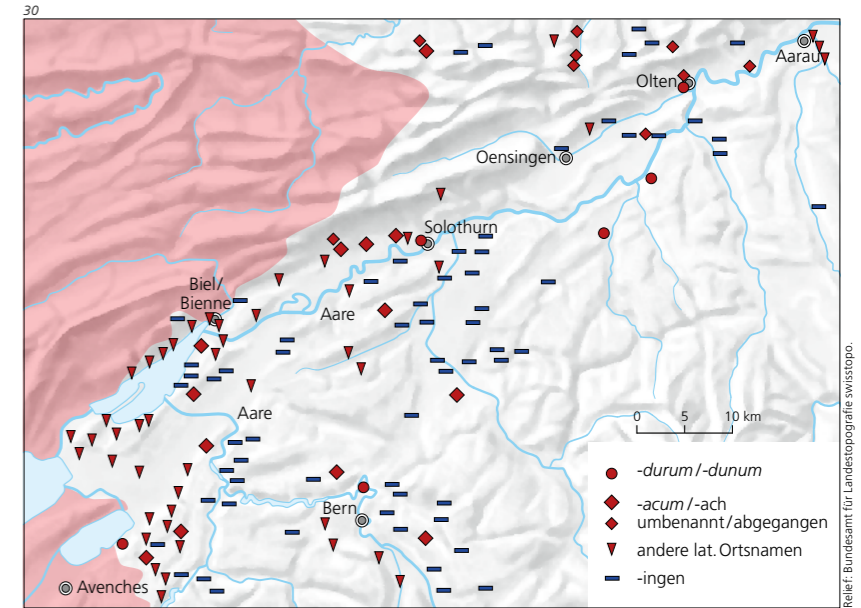 30
Aarau
Olten
Oensingen
Solothurn
Biel/
Bienne
Aare
Aare
Bern
Avenches
0 5 10 km
-durum/-dunum
-acum/-ach
umbenannt/abgegangen
andere lat. Ortsnamen
-ingen
Relief: Bundesamt für Landestopografie swisstopo.